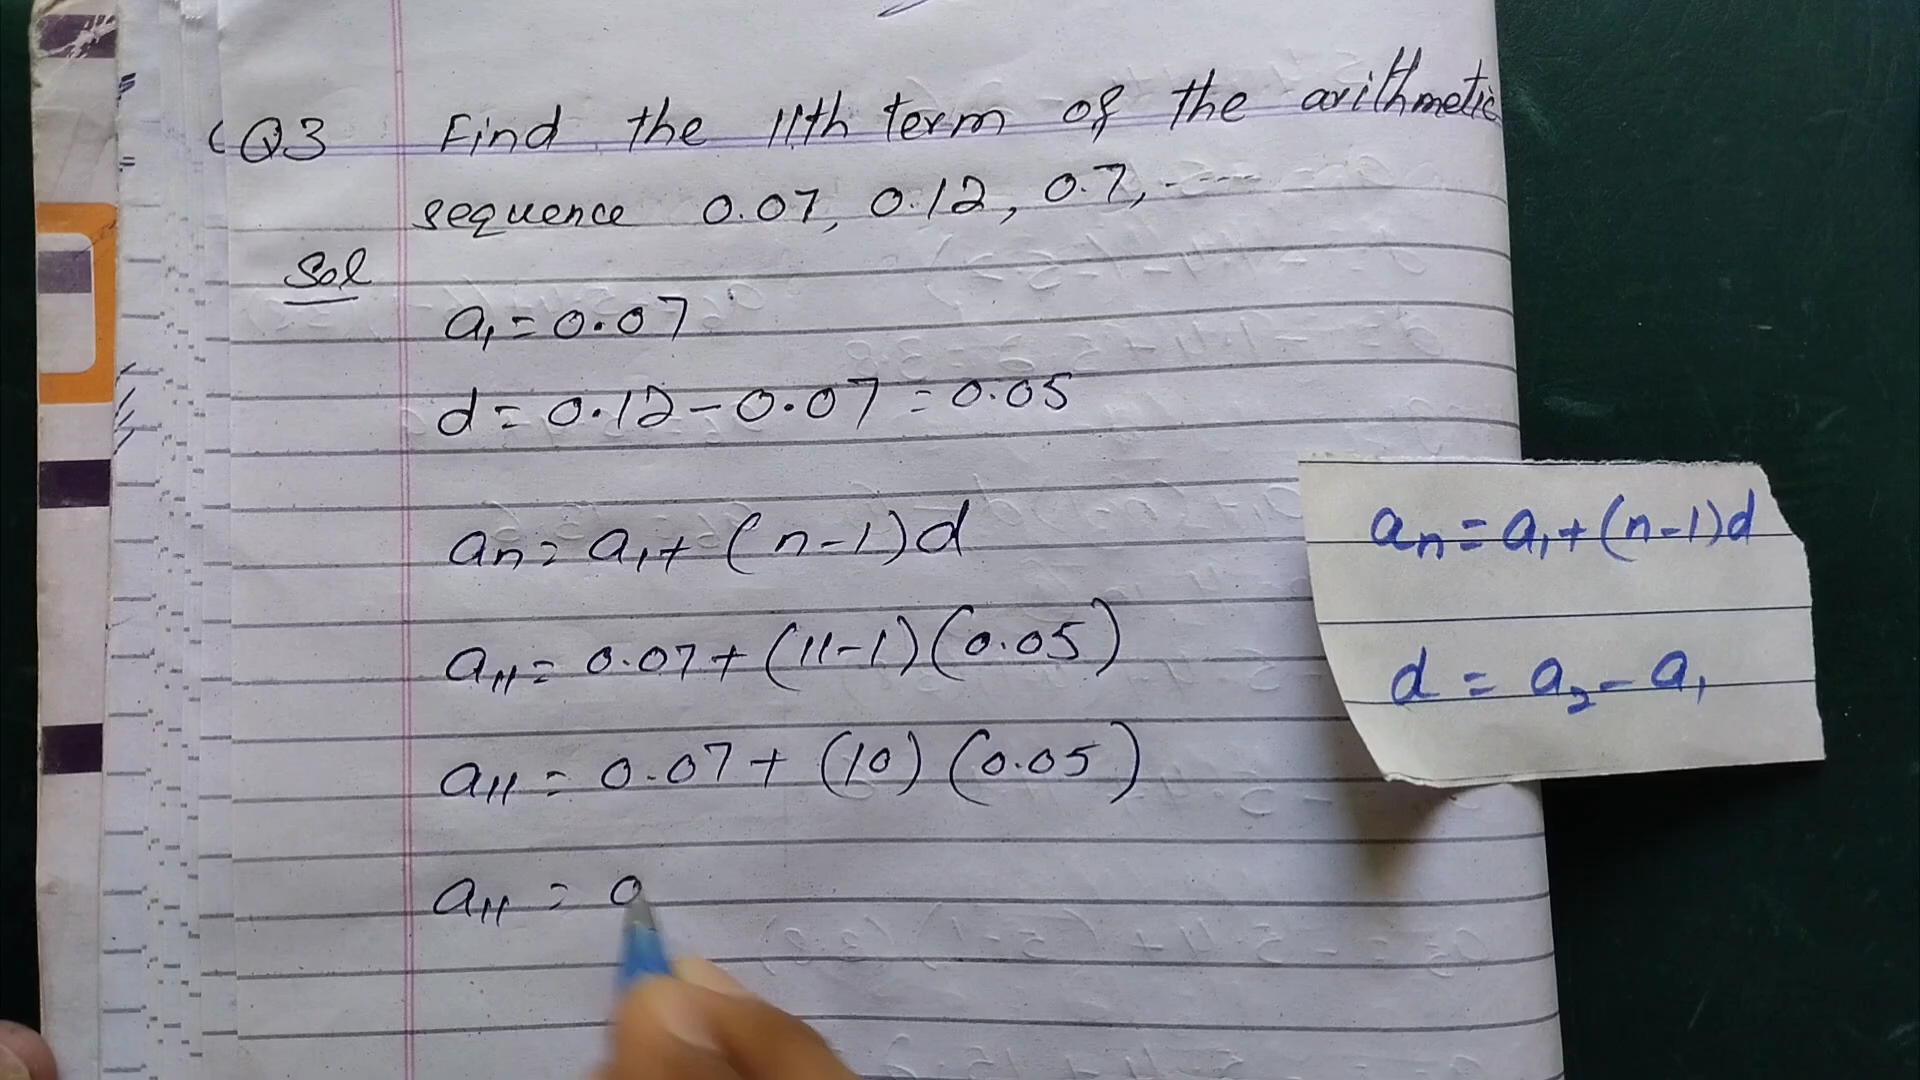 Q3 Find the 11th term of the arithmetic
sequence 0.07, 0.12, 0.7, ----
Sol
a₁ = 0.07
d = 0.12 - 0.07 = 0.05
aₙ = a₁ + (n-1)d
a₁₁ = 0.07 + (11-1)(0.05)
a₁₁ = 0.07 + (10)(0.05)
a₁₁ = 0
aₙ = a₁ + (n-1)d
d = a₂ - a₁